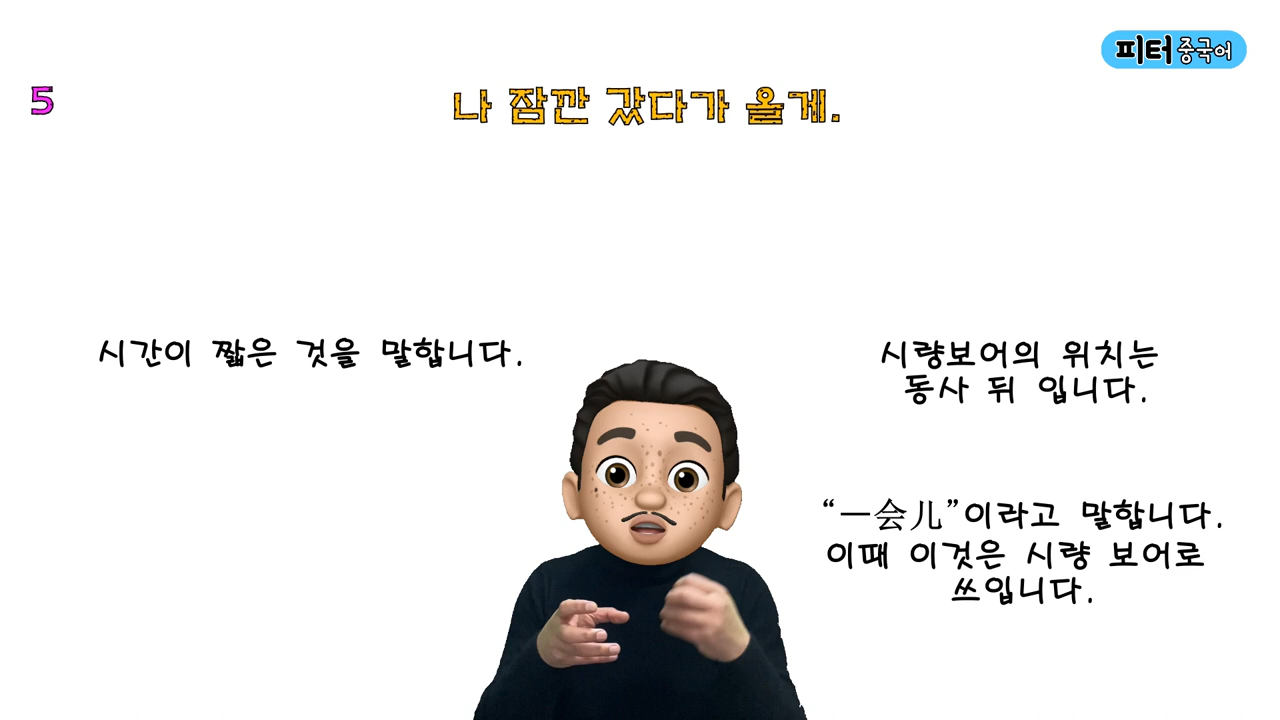 피터 중국어
5
나 잠깐 갔다가 올게.
시간이 짧은 것을 말합니다.
시량보어의 위치는
동사 뒤 입니다.
“一会儿”이라고 말합니다.
이때 이것은 시량 보어로
쓰입니다.